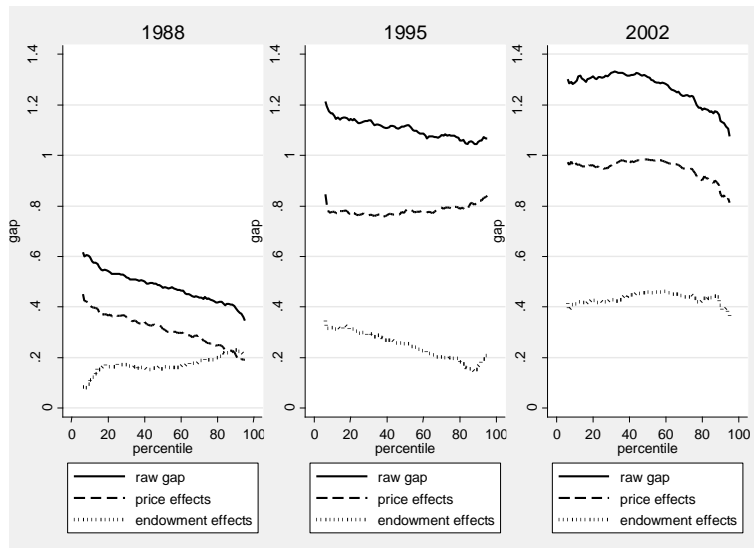 1988
1995
2002
gap
1.4
1.2
1
.8
.6
.4
.2
0
0 20 40 60 80 100
percentile
gap
1.4
1.2
1
.8
.6
.4
.2
0
0 20 40 60 80 100
percentile
gap
1.4
1.2
1
.8
.6
.4
.2
0
0 20 40 60 80 100
percentile
raw gap
price effects
endowment effects
raw gap
price effects
endowment effects
raw gap
price effects
endowment effects